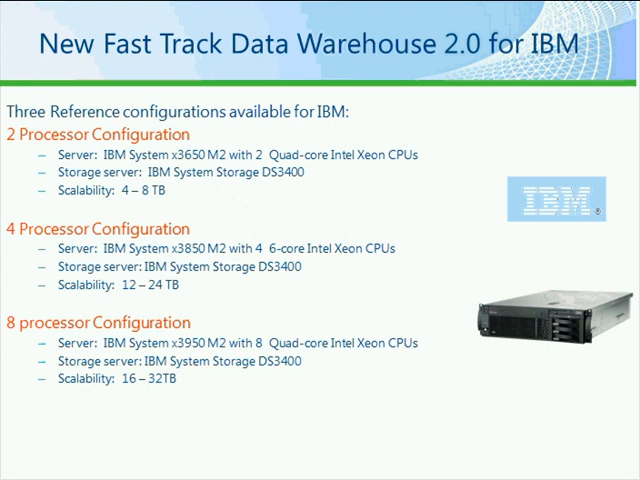 New Fast Track Data Warehouse 2.0 for IBM
Three Reference configurations available for IBM:
2 Processor Configuration
– Server: IBM System x3650 M2 with 2 Quad-core Intel Xeon CPUs
– Storage server: IBM System Storage DS3400
– Scalability: 4 – 8 TB
IBM®
4 Processor Configuration
– Server: IBM System x3850 M2 with 4 6-core Intel Xeon CPUs
– Storage server: IBM System Storage DS3400
– Scalability: 12 – 24 TB
8 processor Configuration
– Server: IBM System x3950 M2 with 8 Quad-core Intel Xeon CPUs
– Storage server: IBM System Storage DS3400
– Scalability: 16 – 32TB